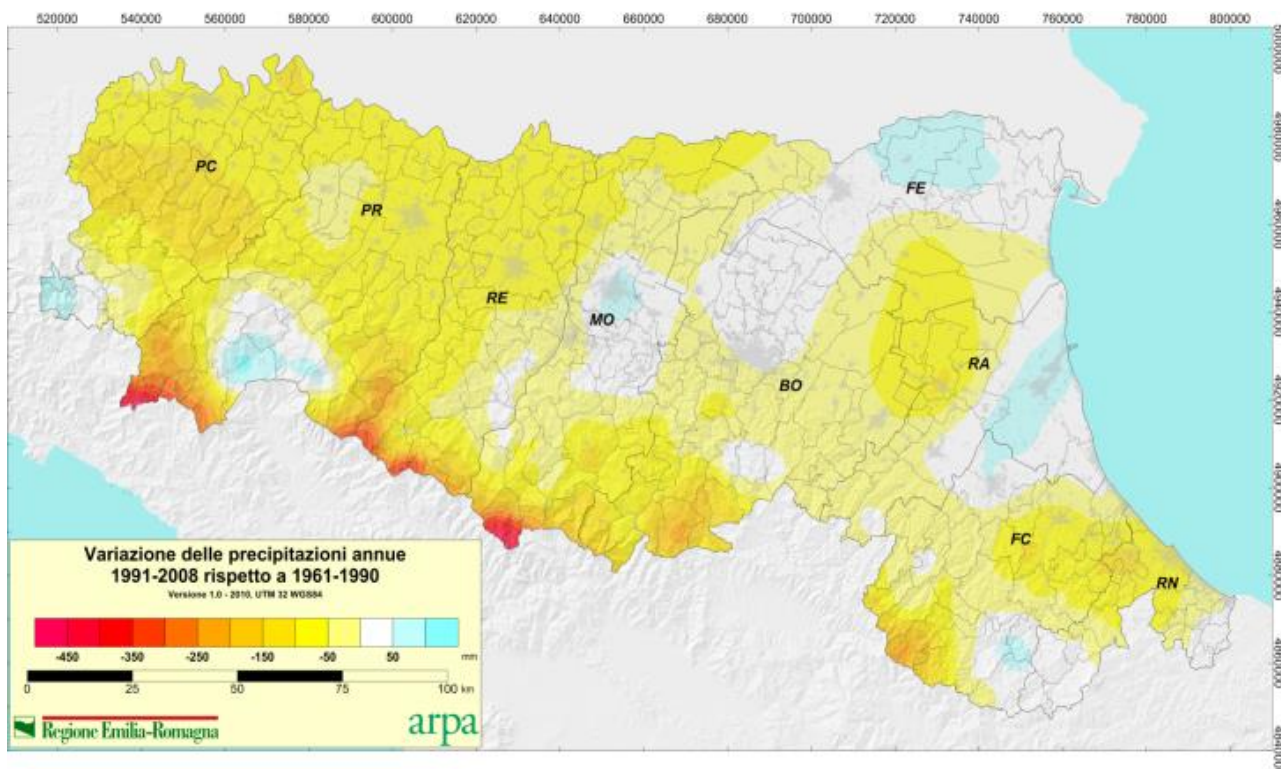 520000 540000 560000 580000 600000 620000 640000 660000 680000 700000 720000 740000 760000 780000 800000
5000000
PC
PR
FE
RE
MO
BO
RA
FC
RN
Variazione delle precipitazioni annue
1991-2008 rispetto a 1961-1990
Versione 1.0 - 2010, UTM 32 WGS84
-450 -350 -250 -150 -50 50 mm
0 25 50 75 100 km
Regione Emilia-Romagna
arpa